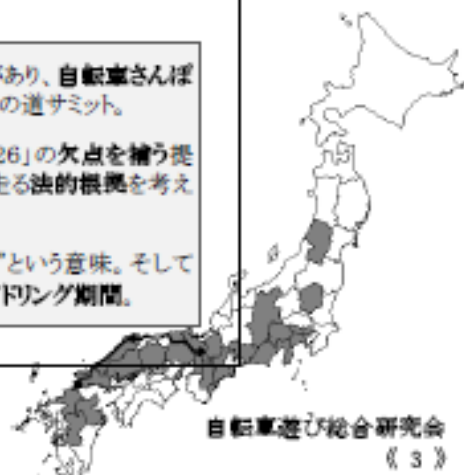 があり、自転車さんぽ
の道サミット。
26」の欠点を補う提
走る法的根拠を考え
”という意味。そして
ドリング期間。
自転車遊び総合研究会
《 3 》